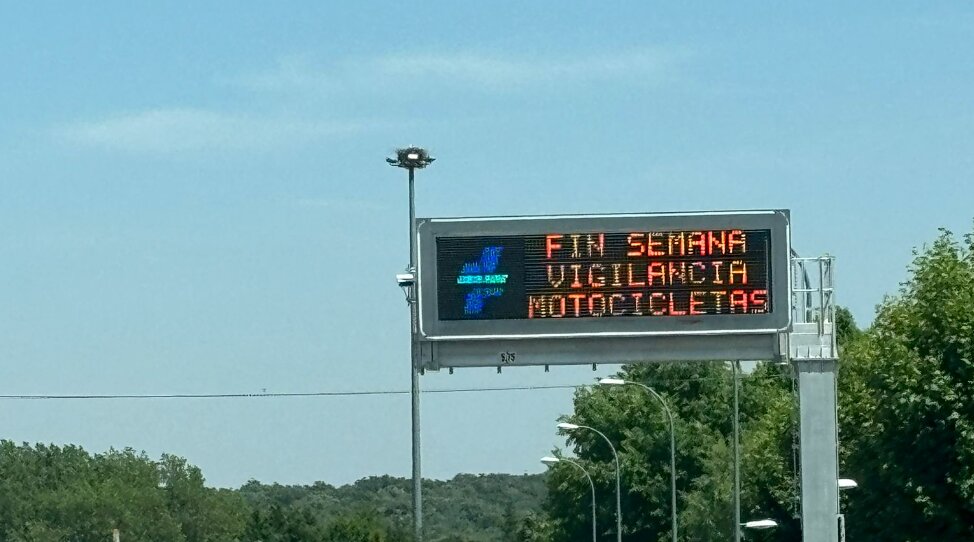 FIN SEMANA
VIGILANCIA
MOTOCICLETAS